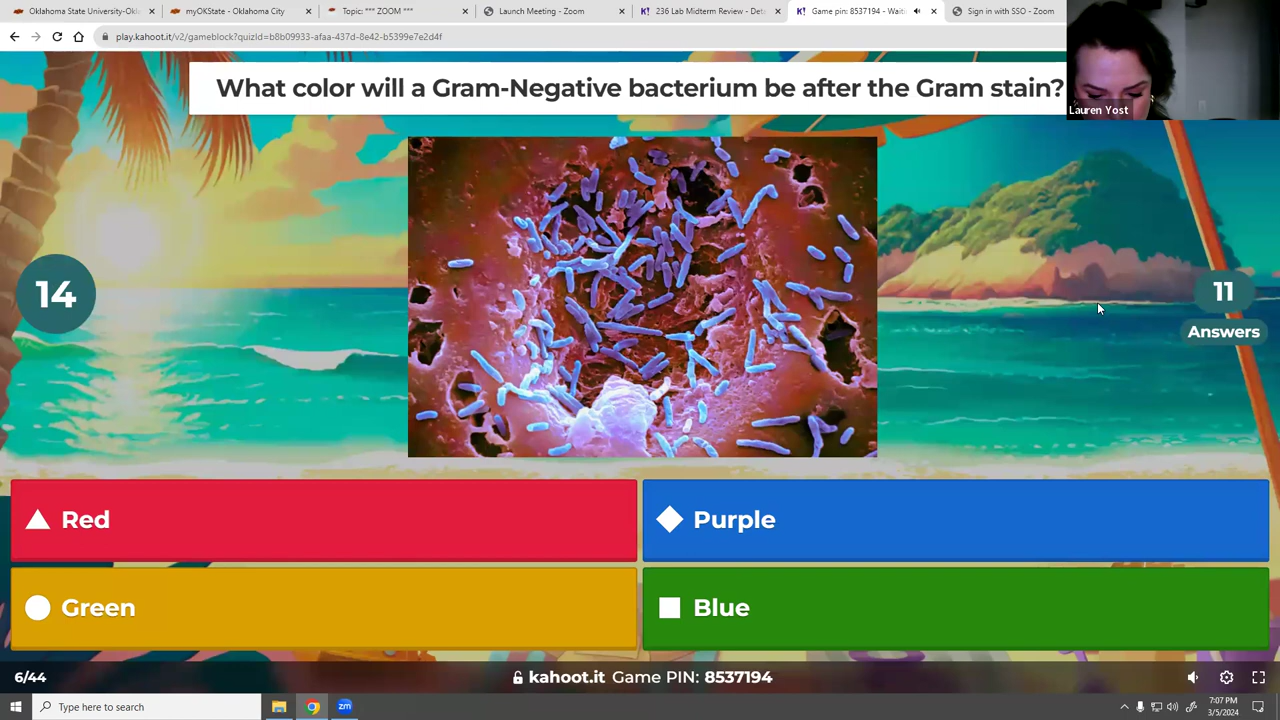 Oklahoma State University-Okl
myOKState - Oklahoma City
Topic: *** ZOOM ***
Launch Meeting - Zoom
K! 236 Lab Midterm Review - Det
K! Game pin: 8537194 - Waiti
Sign in with SSO - Zoom
play.kahoot.it/v2/gameblock?quizId=b8b09933-afaa-437d-8e42-b5399e7e2d4f
What color will a Gram-Negative bacterium be after the Gram stain?
Lauren Yost
14
11
Answers
Red
Purple
Green
Blue
6/44
kahoot.it Game PIN: 8537194
Type here to search
zm
7:07 PM
3/5/2024